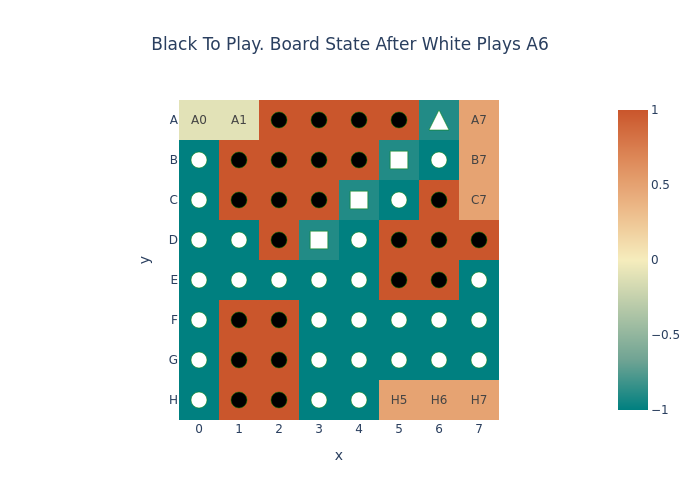 Black To Play. Board State After White Plays A6
A A0 A1 A7 1
B B7
C C7 0.5
D
y E 0
F
G −0.5
H H5 H6 H7 −1
0 1 2 3 4 5 6 7
x